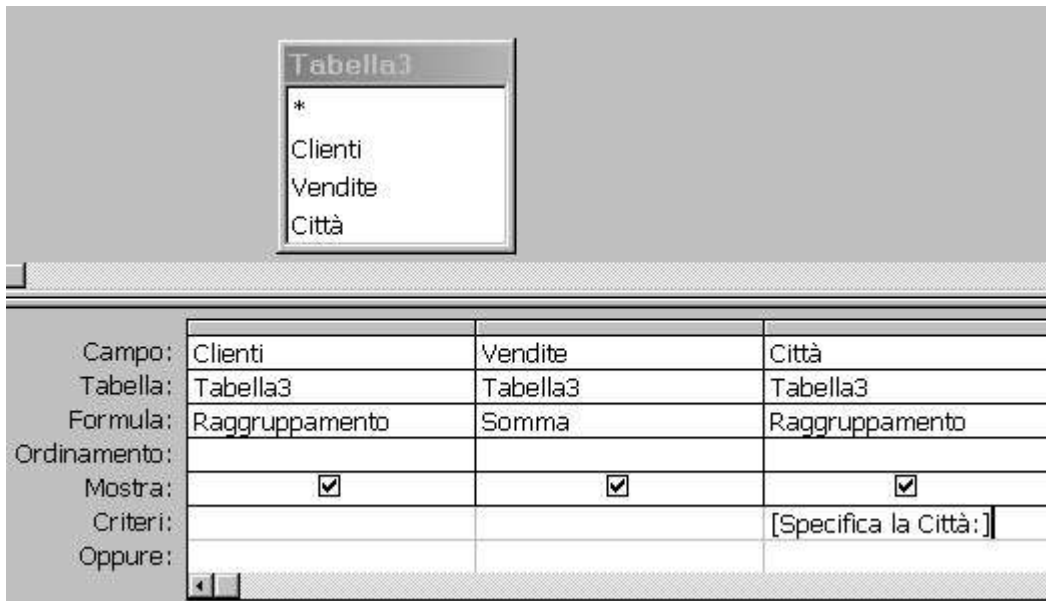 Tabella3
*
Clienti
Vendite
Città
Campo: Clienti Vendite Città
Tabella: Tabella3 Tabella3 Tabella3
Formula: Raggruppamento Somma Raggruppamento
Ordinamento:
Mostra:
Criteri: [Specifica la Città:]
Oppure: